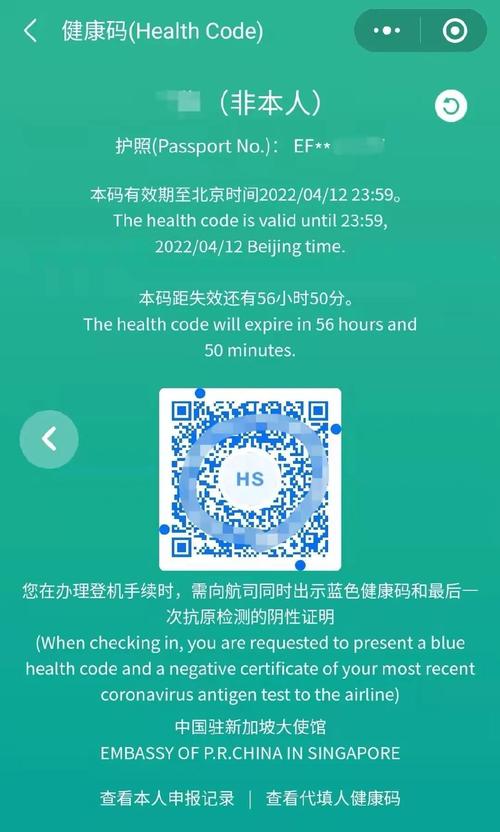 健康码(Health Code)
（非本人）
护照(Passport No.)： EF**
本码有效期至北京时间2022/04/12 23:59。
The health code is valid until 23:59,
2022/04/12 Beijing time.
本码距失效还有56小时50分。
The health code will expire in 56 hours and
50 minutes.
HS
您在办理登机手续时，需向航司同时出示蓝色健康码和最后一
次抗原检测的阴性证明
(When checking in, you are requested to present a blue
health code and a negative certificate of your most recent
coronavirus antigen test to the airline)
中国驻新加坡大使馆
EMBASSY OF P.R.CHINA IN SINGAPORE
查看本人申报记录 | 查看代填人健康码